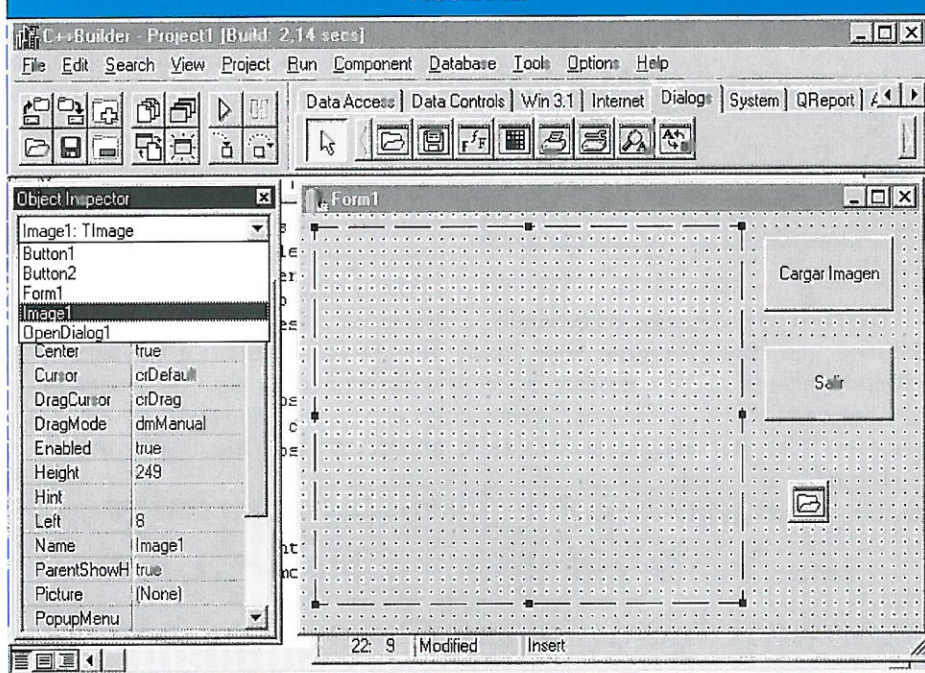 C++Builder - Project1 [Build: 2,14 secs]
File Edit Search View Project Run Component Database Tools Options Help
Data Access Data Controls Win 3.1 Internet Dialogs System QReport
Object Inspector
Image1: TImage
Button1
Button2
Form1
Image1
OpenDialog1
Center true
Cursor crDefault
DragCursor crDrag
DragMode dmManual
Enabled true
Height 249
Hint
Left 8
Name Image1
ParentShowH true
Picture (None)
PopupMenu
Form1
Cargar Imagen
Salir
22: 9 Modified Insert